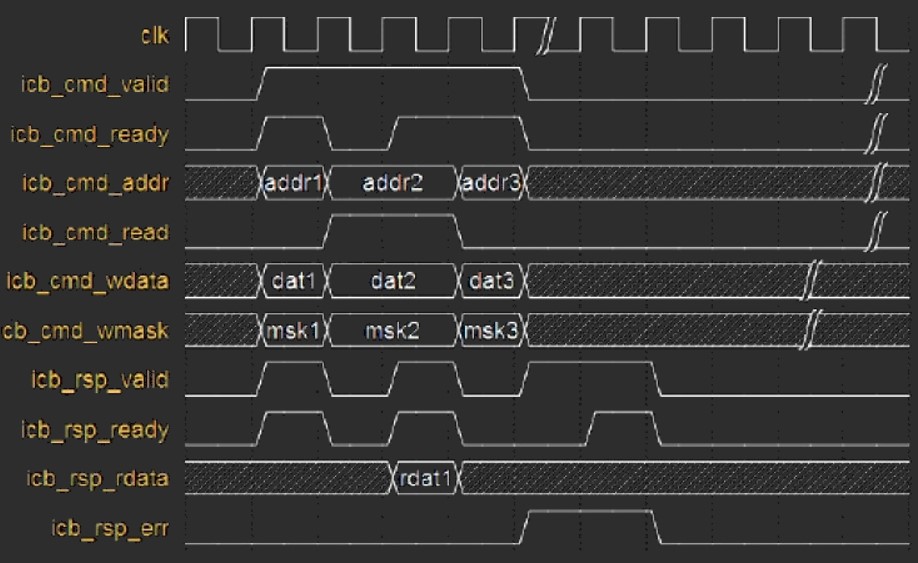 clk
icb_cmd_valid
icb_cmd_ready
icb_cmd_addr addr1 addr2 addr3
icb_cmd_read
icb_cmd_wdata dat1 dat2 dat3
cb_cmd_wmask msk1 msk2 msk3
icb_rsp_valid
icb_rsp_ready
icb_rsp_rdata rdat1
icb_rsp_err